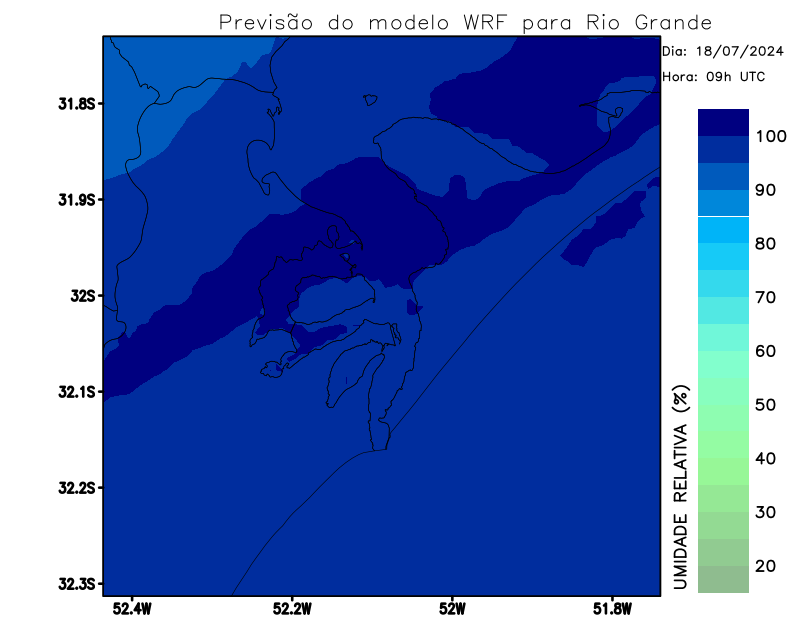 Previsão do modelo WRF para Rio Grande
Dia: 18/07/2024
Hora: 09h UTC
31.8S
31.9S
32S
32.1S
32.2S
32.3S
52.4W
52.2W
52W
51.8W
100
90
80
70
60
50
40
30
20
UMIDADE RELATIVA (%)